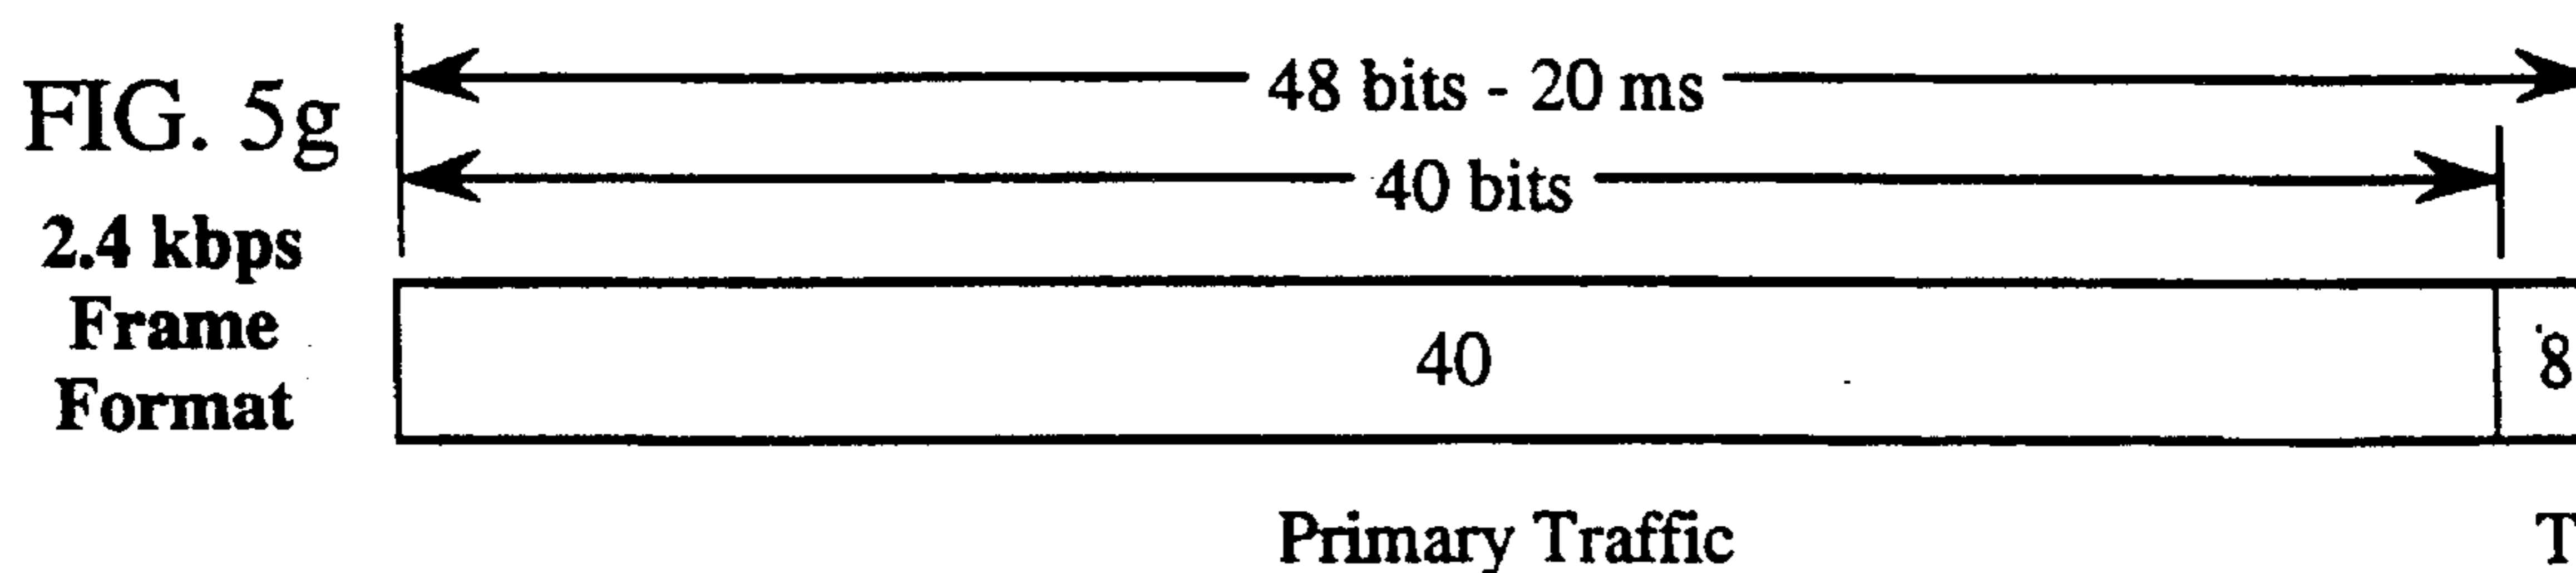 FIG. 5g
48 bits - 20 ms
40 bits
2.4 kbps
Frame
Format
40
8
Primary Traffic
T